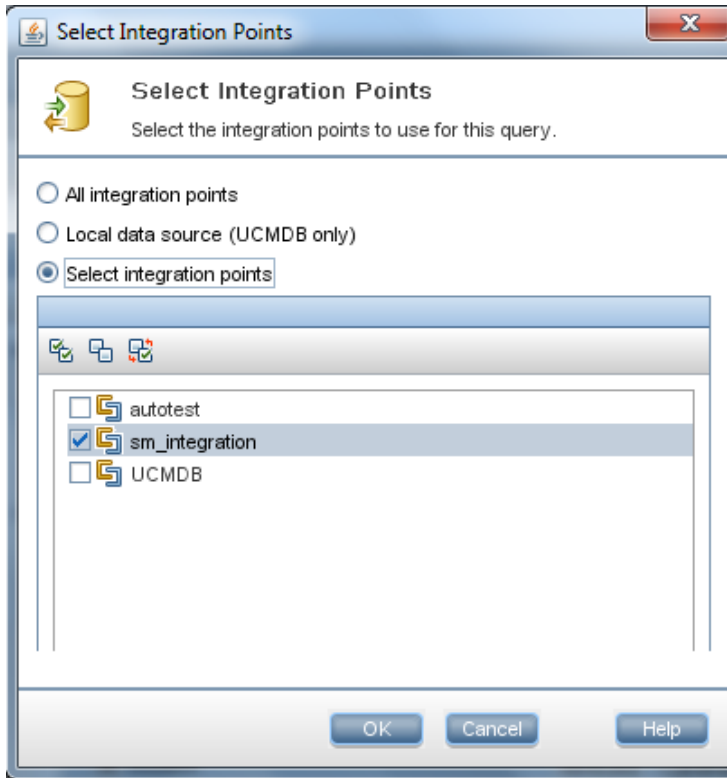 Select Integration Points
Select Integration Points
Select the integration points to use for this query.
All integration points
Local data source (UCMDB only)
Select integration points
autotest
sm_integration
UCMDB
OK Cancel Help